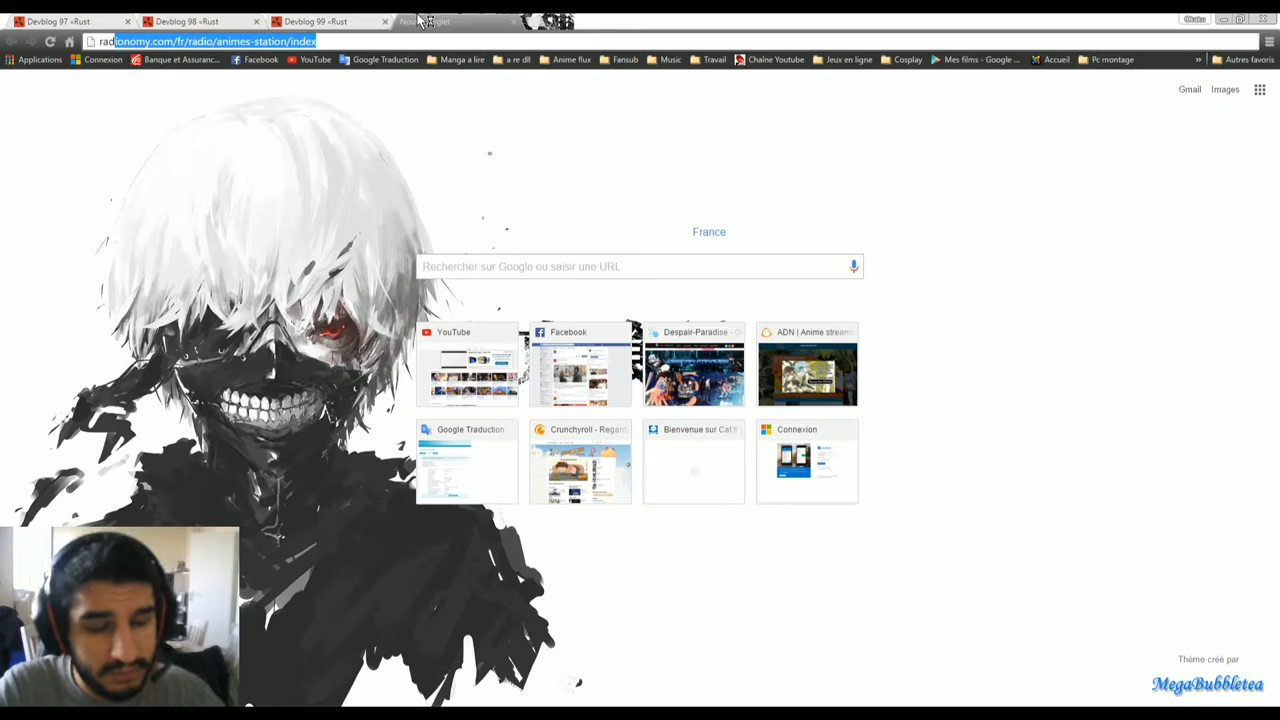 Devblog 97 «Rust
Devblog 98 «Rust
Devblog 99 «Rust
Otaku
radionomy.com/fr/radio/animes-station/index
Applications Connexion Banque et Assuranc... Facebook YouTube Google Traduction Manga a lire a re dll Anime flux Fansub Music Travail Chaîne Youtube Jeux en ligne Cosplay Mes films - Google ... Accueil Pc montage » Autres favoris
Gmail Images
France
Rechercher sur Google ou saisir une URL
YouTube Facebook Despair-Paradise - ADN | Anime stream
Google Traduction Crunchyroll - Regard Bienvenue sur Caf.fr Connexion
Thème créé par
MegaBubbletea